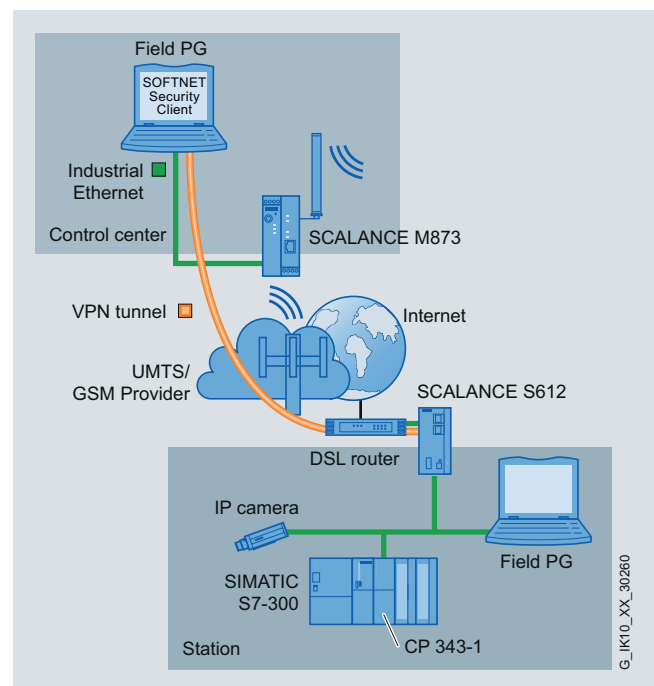 Field PG
SOFTNET
Security
Client
Industrial
Ethernet
Control center
SCALANCE M873
VPN tunnel
Internet
UMTS/
GSM Provider
SCALANCE S612
DSL router
IP camera
Field PG
SIMATIC
S7-300
CP 343-1
Station
G_IK10_XX_30260